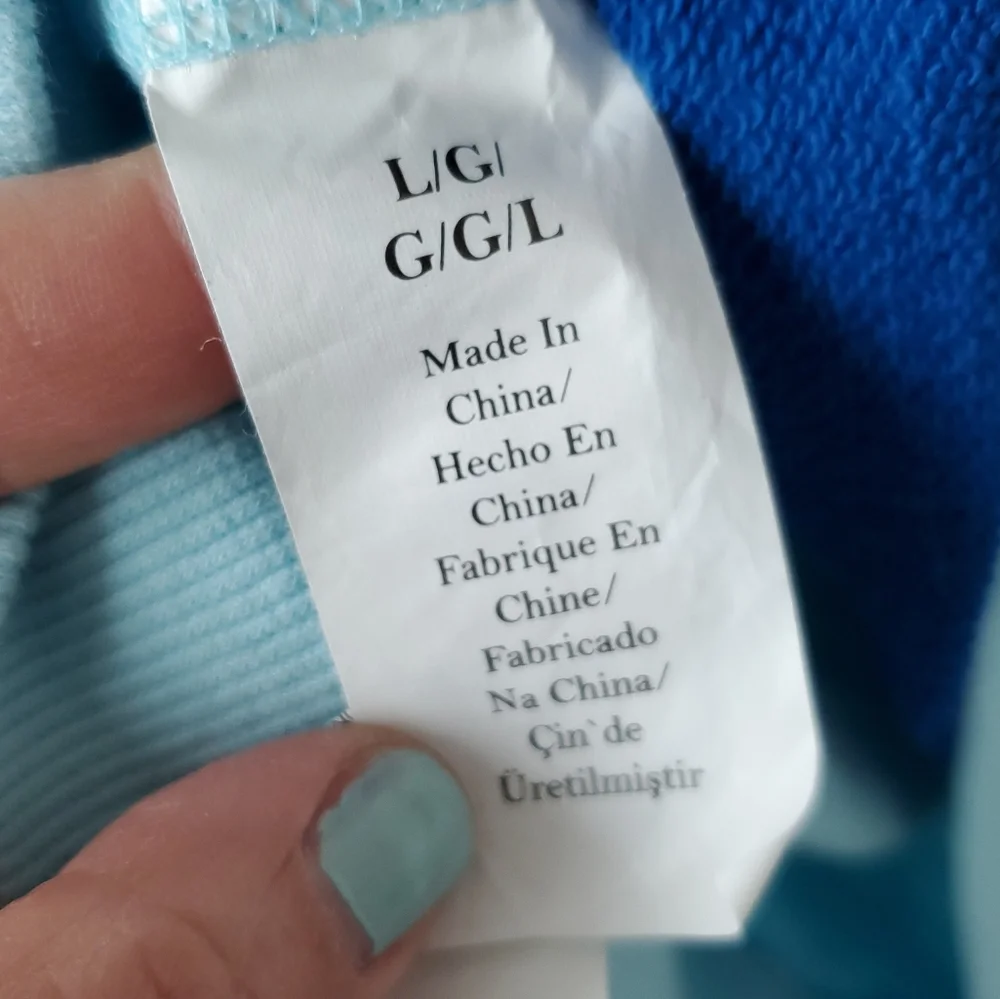 L/G/
G/G/L
Made In
China/
Hecho En
China/
Fabrique En
Chine/
Fabricado
Na China/
Çin`de
Üretilmiştir